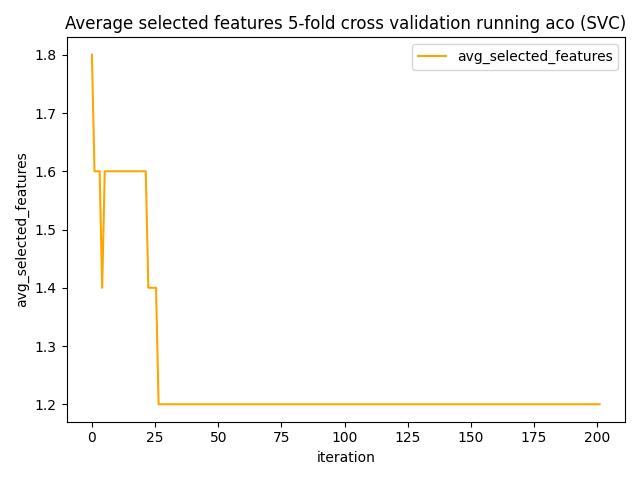 Average selected features 5-fold cross validation running aco (SVC)
avg_selected_features
avg_selected_features
1.8
1.7
1.6
1.5
1.4
1.3
1.2
0 25 50 75 100 125 150 175 200
iteration